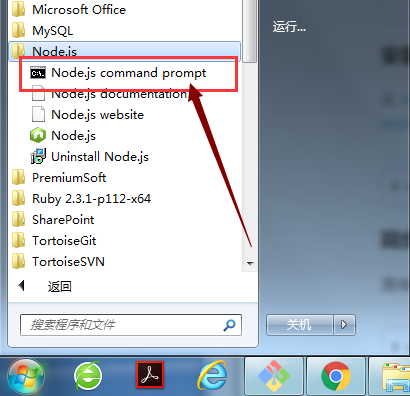 Microsoft Office
MySQL
Node.js
Node.js command prompt
Node.js documentation
Node.js website
Node.js
Uninstall Node.js
PremiumSoft
Ruby 2.3.1-p112-x64
SharePoint
TortoiseGit
TortoiseSVN
返回
搜索程序和文件
运行...
关机